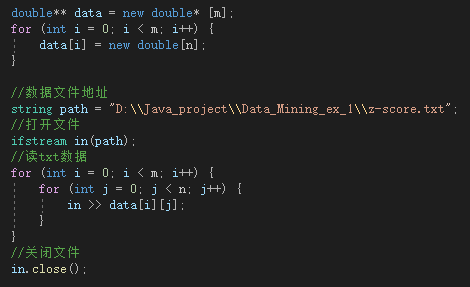 double** data = new double* [m];
for (int i = 0; i < m; i++) {
    data[i] = new double[n];
}

//数据文件地址
string path = "D:\\Java_project\\Data_Mining_ex_1\\z-score.txt";
//打开文件
ifstream in(path);
//读txt数据
for (int i = 0; i < m; i++) {
    for (int j = 0; j < n; j++) {
        in >> data[i][j];
    }
}
//关闭文件
in.close();